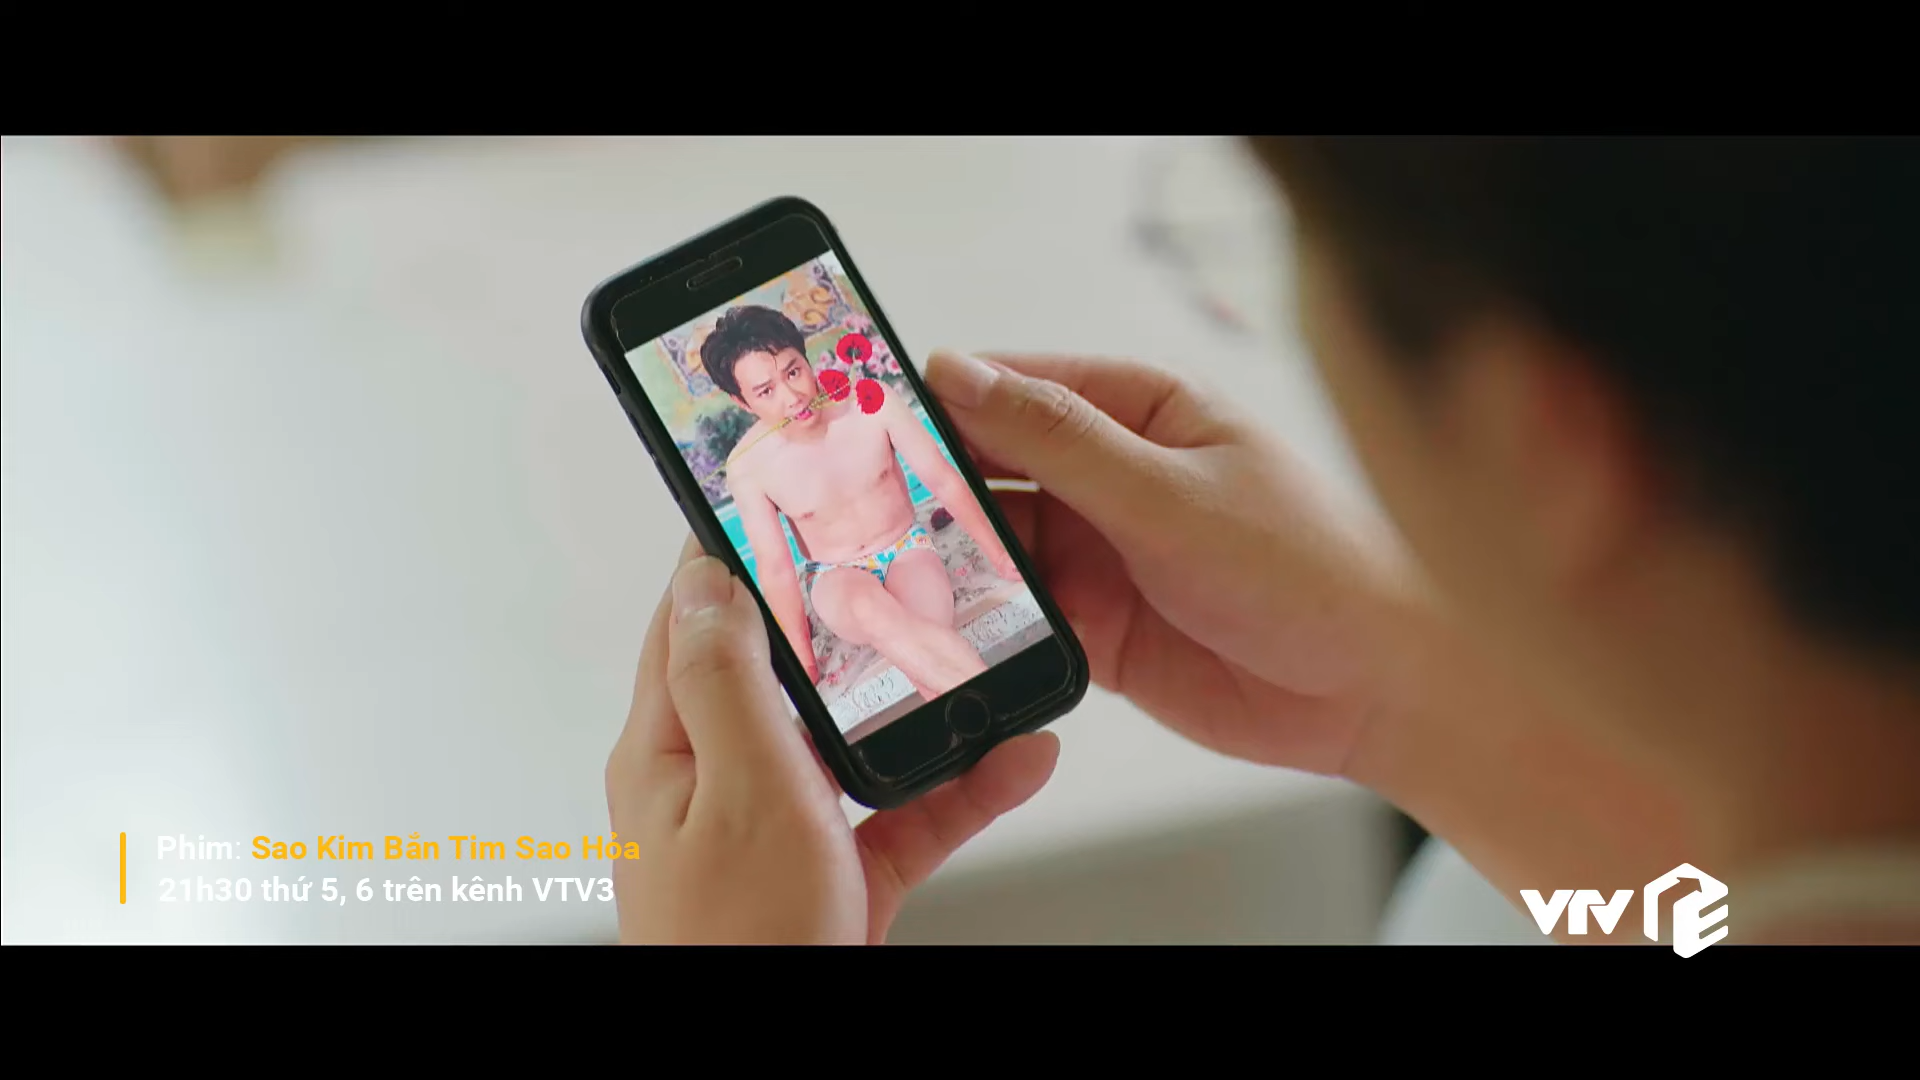 Phim: Sao Kim Bắn Tim Sao Hỏa
21h30 thứ 5, 6 trên kênh VTV3
VTV